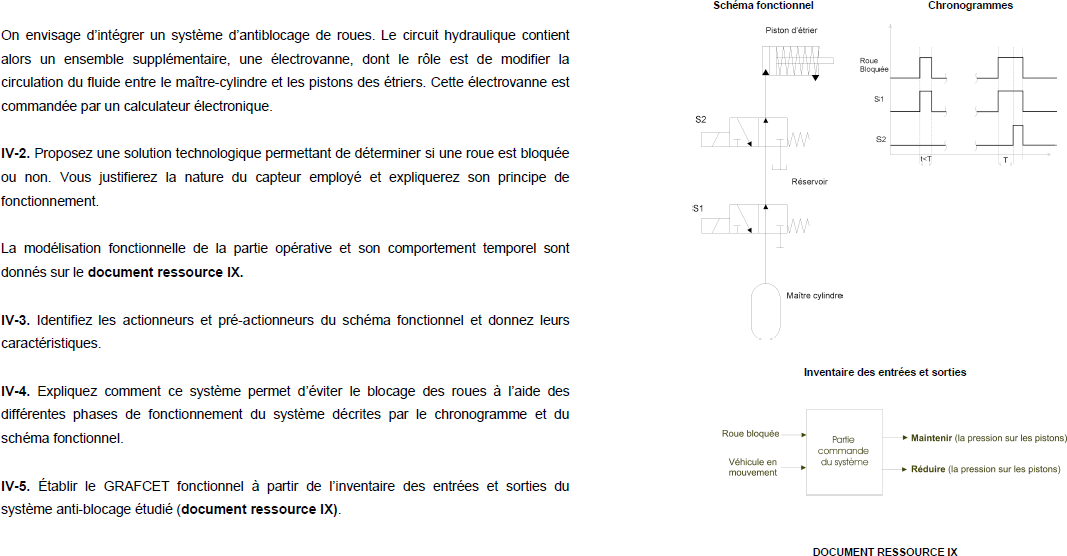 On envisage d'intégrer un système d'antiblocage de roues. Le circuit hydraulique contient
alors un ensemble supplémentaire, une électrovanne, dont le rôle est de modifier la
circulation du fluide entre le maître-cylindre et les pistons des étriers. Cette électrovanne est
commandée par un calculateur électronique.
IV-2. Proposez une solution technologique permettant de déterminer si une roue est bloquée
ou non. Vous justifierez la nature du capteur employé et expliquerez son principe de
fonctionnement.
La modélisation fonctionnelle de la partie opérative et son comportement temporel sont
donnés sur le document ressource IX.
IV-3. Identifiez les actionneurs et pré-actionneurs du schéma fonctionnel et donnez leurs
caractéristiques.
IV-4. Expliquez comment ce système permet d'éviter le blocage des roues à l'aide des
différentes phases de fonctionnement du système décrites par le chronogramme et du
schéma fonctionnel.
IV-5. Établir le GRAFCET fonctionnel à partir de l'inventaire des entrées et sorties du
système anti-blocage étudié (document ressource IX).
Schéma fonctionnel
Piston d'étrier
S2
Réservoir
S1
Maître cylindre
Chronogrammes
Roue
Bloquée
S1
S2
t<T
T
Inventaire des entrées et sorties
Roue bloquée
Véhicule en
mouvement
Partie
commande
du système
Maintenir (la pression sur les pistons)
Réduire (la pression sur les pistons)
DOCUMENT RESSOURCE IX